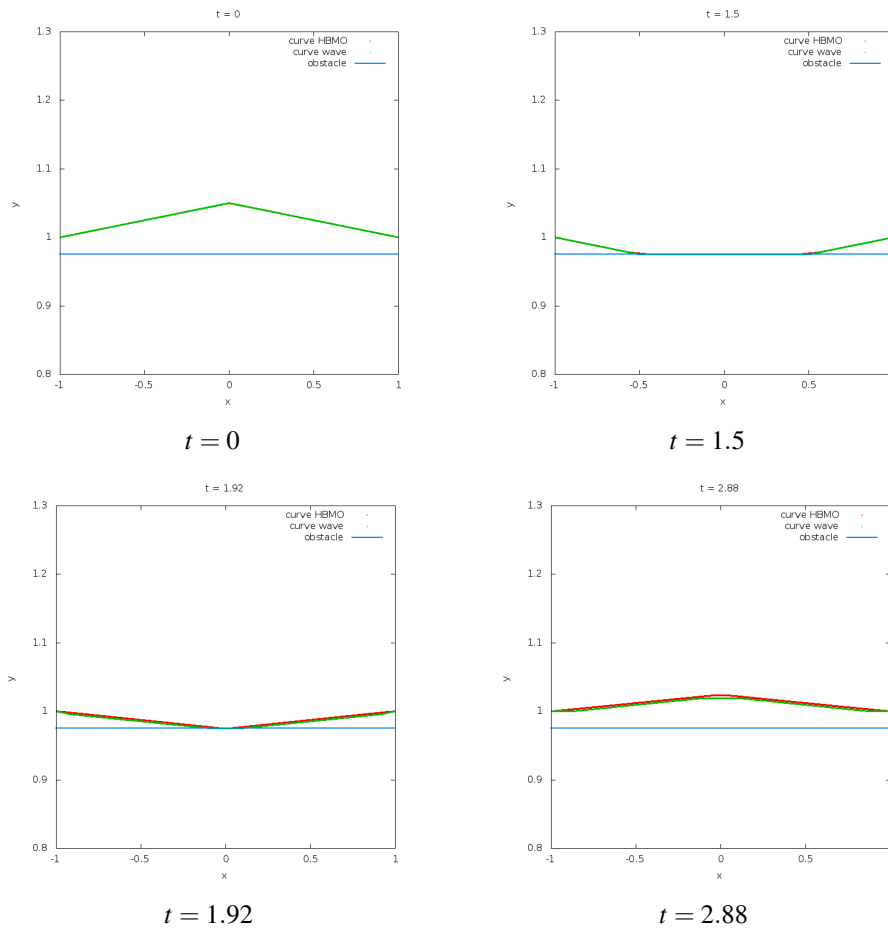 t = 0
1.3
1.2
1.1
1
0.9
0.8
y
-1
-0.5
0
0.5
1
x
curve HBMO
curve wave
obstacle
t = 0
t = 1.5
1.3
1.2
1.1
1
0.9
0.8
y
-1
-0.5
0
0.5
x
curve HBMO
curve wave
obstacle
t = 1.5
t = 1.92
1.3
1.2
1.1
1
0.9
0.8
y
-1
-0.5
0
0.5
1
x
curve HBMO
curve wave
obstacle
t = 1.92
t = 2.88
1.3
1.2
1.1
1
0.9
0.8
y
-1
-0.5
0
0.5
x
curve HBMO
curve wave
obstacle
t = 2.88